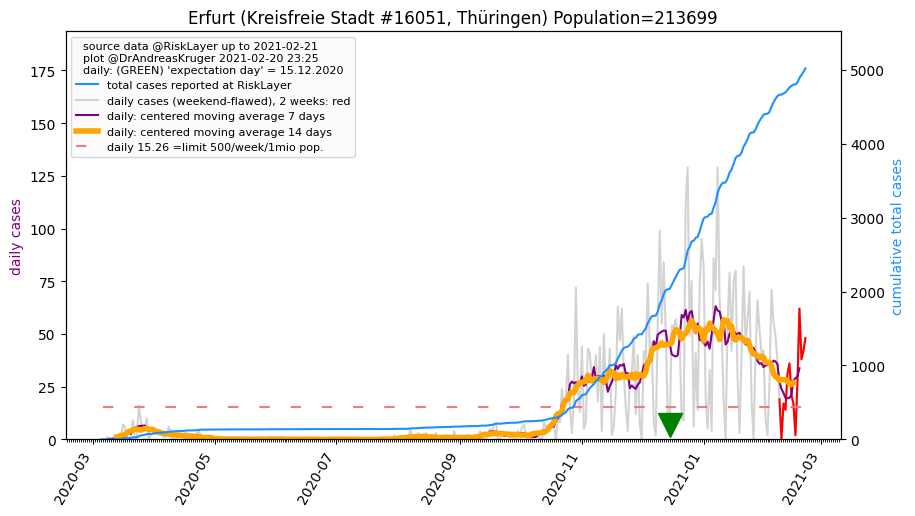 Erfurt (Kreisfreie Stadt #16051, Thüringen) Population=213699
source data @RiskLayer up to 2021-02-21
plot @DrAndreasKruger 2021-02-20 23:25
daily: (GREEN) 'expectation day' = 15.12.2020
total cases reported at RiskLayer
daily cases (weekend-flawed), 2 weeks: red
daily: centered moving average 7 days
daily: centered moving average 14 days
daily 15.26 =limit 500/week/1mio pop.
daily cases
175
150
125
100
75
50
25
0
cumulative total cases
5000
4000
3000
2000
1000
0
2020-03
2020-05
2020-07
2020-09
2020-11
2021-01
2021-03